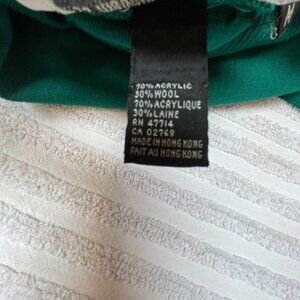 70% ACRYLIC
30% WOOL
70% ACRYLIQUE
30% LAINE
RN 47714
CA 02769
MADE IN HONG KONG
FAIT AU HONG KONG